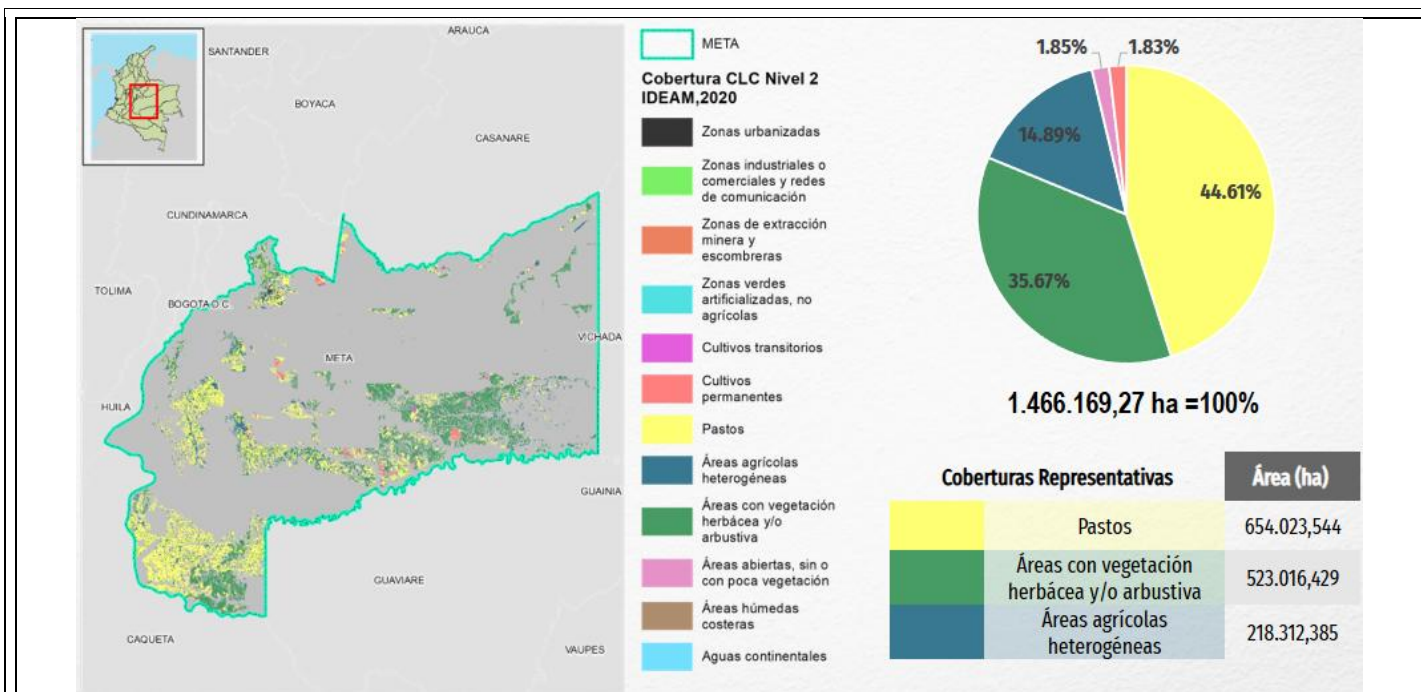 ARAUCA
SANTANDER
BOYACA
CASANARE
CUNDINAMARCA
TOLIMA
BOGOTA D.C.
META
VICHADA
HUILA
GUAINIA
GUAVIARE
CAQUETA
VAUPES
META
Cobertura CLC Nivel 2
IDEAM,2020
Zonas urbanizadas
Zonas industriales o
comerciales y redes
de comunicación
Zonas de extracción
minera y
escombreras
Zonas verdes
artificializadas, no
agrícolas
Cultivos transitorios
Cultivos
permanentes
Pastos
Áreas agrícolas
heterogéneas
Áreas con vegetación
herbácea y/o
arbustiva
Áreas abiertas, sin o
con poca vegetación
Áreas húmedas
costeras
Aguas continentales
1.85%
1.83%
14.89%
44.61%
35.67%
1.466.169,27 ha =100%
Coberturas Representativas
Área (ha)
Pastos
654.023,544
Áreas con vegetación
herbácea y/o arbustiva
523.016,429
Áreas agrícolas
heterogéneas
218.312,385